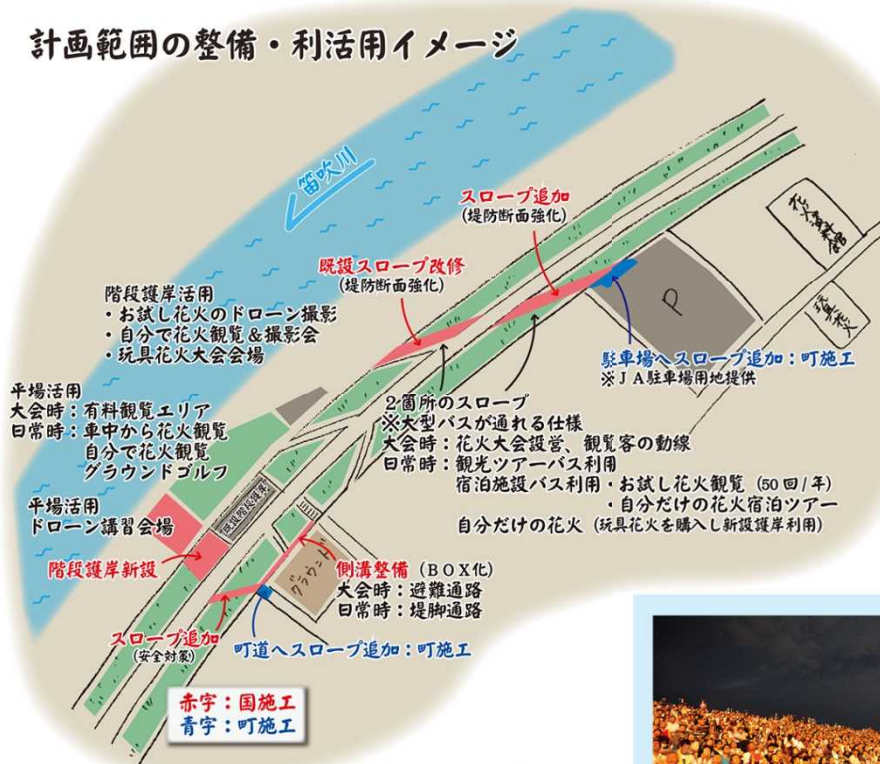 計画範囲の整備・利活用イメージ
笛吹川
スロープ追加
(堤防断面強化)
花火資料館
既設スロープ改修
(堤防断面強化)
玩具花火
P
階段護岸活用
・お試し花火のドローン撮影
・自分で花火観覧＆撮影会
・玩具花火大会会場
駐車場へスロープ追加：町施工
※ＪＡ駐車場用地提供
平場活用
大会時：有料観覧エリア
日常時：車中から花火観覧
自分で花火観覧
グラウンドゴルフ
2箇所のスロープ
※大型バスが通れる仕様
大会時：花火大会設営、観覧客の動線
日常時：観光ツアーバス利用
宿泊施設バス利用・お試し花火観覧（50回/年）
・自分だけの花火宿泊ツアー
自分だけの花火（玩具花火を購入し新設護岸利用）
平場活用
ドローン講習会場
既設階段護岸
階段護岸新設
グラウンド
側溝整備（ＢＯＸ化）
大会時：避難通路
日常時：堤脚通路
スロープ追加
(安全対象)
町道へスロープ追加：町施工
赤字：国施工
青字：町施工